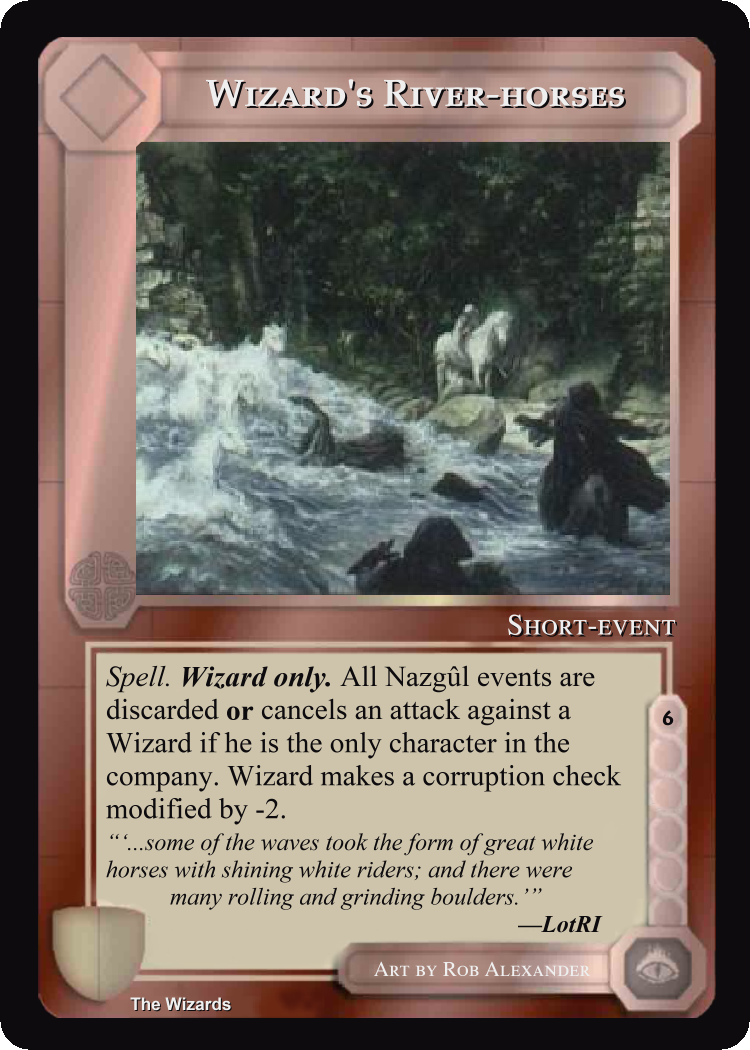 Wizard's River-horses
Short-event
Spell. Wizard only. All Nazgûl events are
discarded or cancels an attack against a
Wizard if he is the only character in the
company. Wizard makes a corruption check
modified by -2.
6
“‘...some of the waves took the form of great white
horses with shining white riders; and there were
many rolling and grinding boulders.’”
—LotRI
Art by Rob Alexander
The Wizards